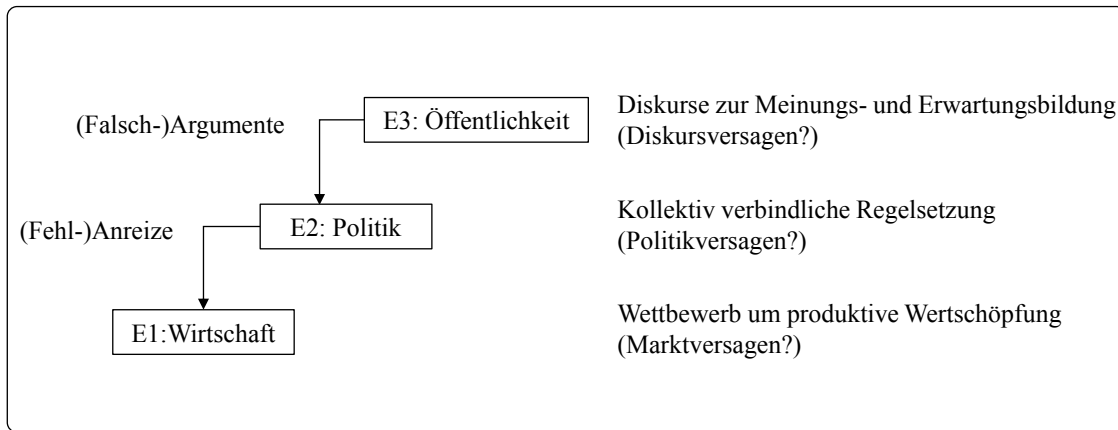 (Falsch-)Argumente
E3: Öffentlichkeit
Diskurse zur Meinungs- und Erwartungsbildung
(Diskursversagen?)
(Fehl-)Anreize
E2: Politik
Kollektiv verbindliche Regelsetzung
(Politikversagen?)
E1:Wirtschaft
Wettbewerb um produktive Wertschöpfung
(Marktversagen?)